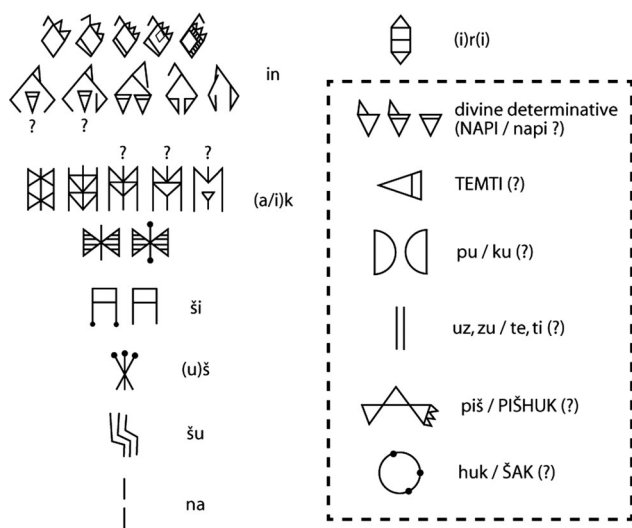 in
? ?
? ? ?
(a/i)k
ši
(u)š
šu
na
(i)r(i)
divine determinative
(NAPI / napi ?)
TEMTI (?)
pu / ku (?)
uz, zu / te, ti (?)
piš / PIŠHUK (?)
huk / ŠAK (?)